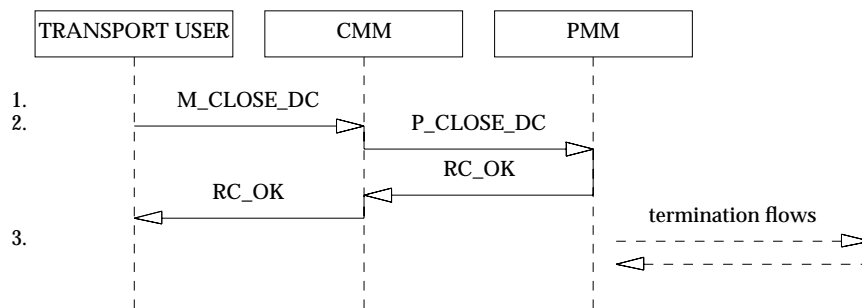 TRANSPORT USER CMM PMM
1.
M_CLOSE_DC
2.
P_CLOSE_DC
RC_OK
RC_OK
termination flows
3.